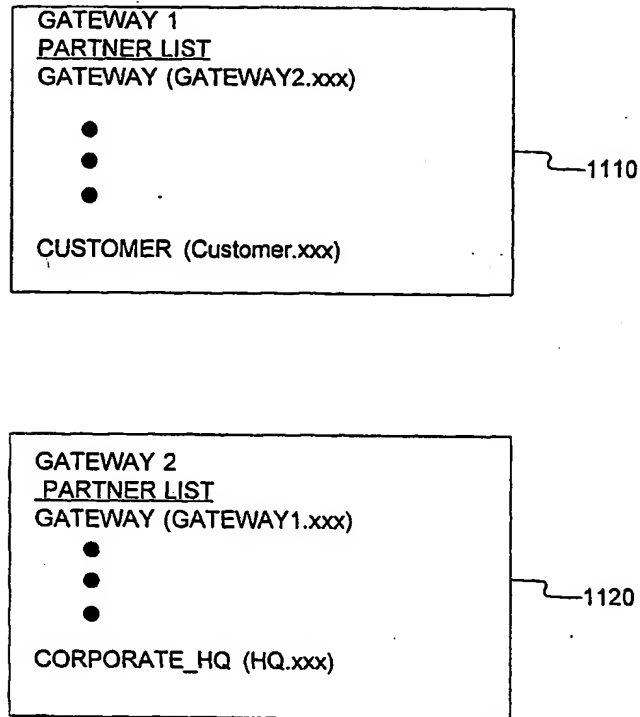 GATEWAY 1
PARTNER LIST
GATEWAY (GATEWAY2.xxx)
CUSTOMER (Customer.xxx)
1110
GATEWAY 2
PARTNER LIST
GATEWAY (GATEWAY1.xxx)
CORPORATE_HQ (HQ.xxx)
1120